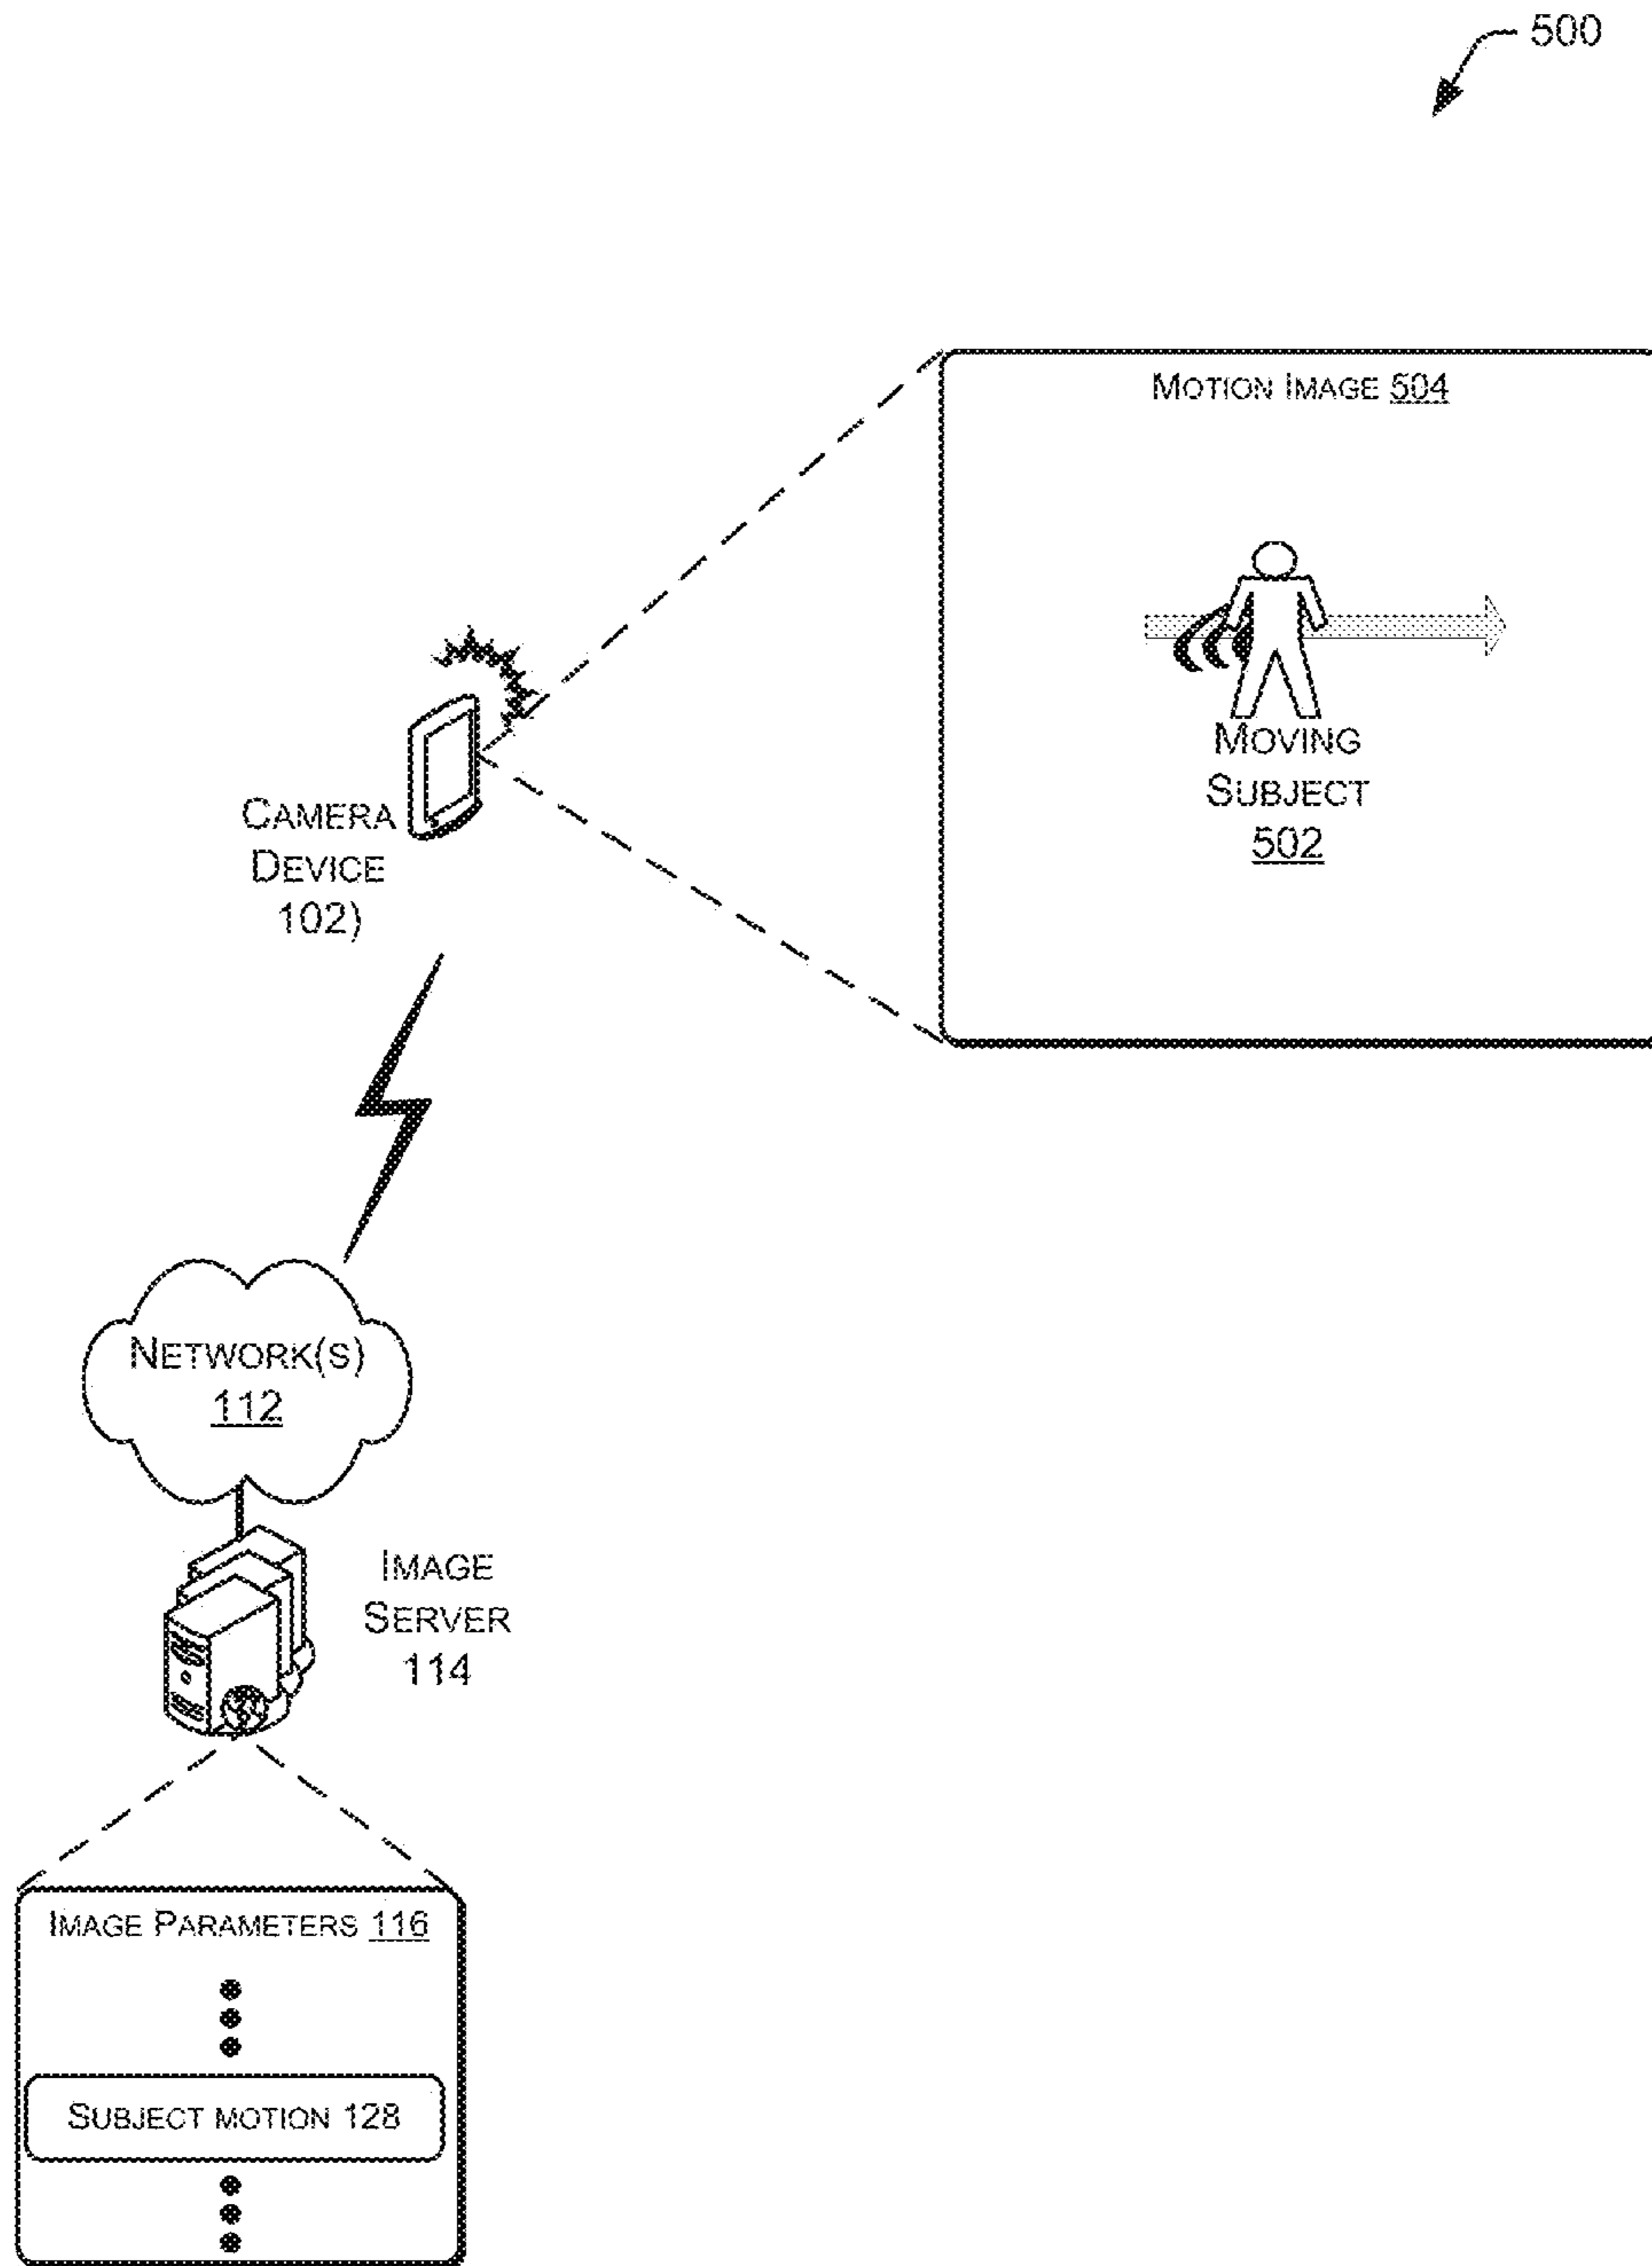 500
MOTION IMAGE 504
MOVING
SUBJECT
502
CAMERA
DEVICE
102)
NETWORK(S)
112
IMAGE
SERVER
114
IMAGE PARAMETERS 116
SUBJECT MOTION 128